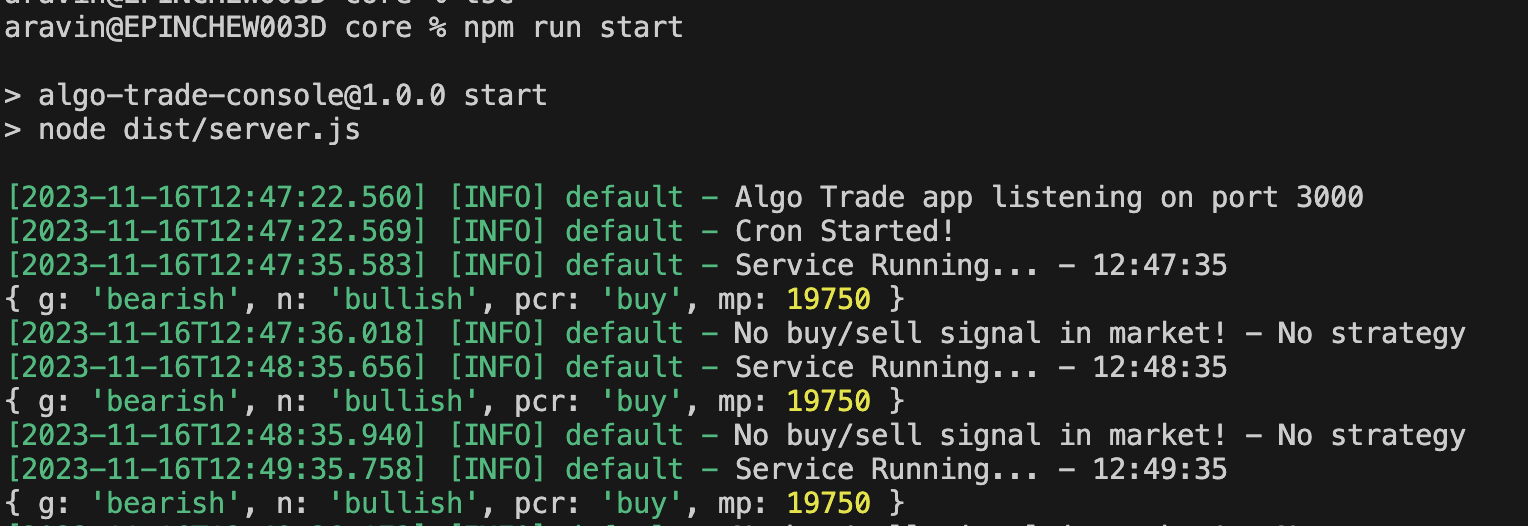 aravin@EPINCHEW003D core % tsc
aravin@EPINCHEW003D core % npm run start
> algo-trade-console@1.0.0 start
> node dist/server.js
[2023-11-16T12:47:22.560] [INFO] default - Algo Trade app listening on port 3000
[2023-11-16T12:47:22.569] [INFO] default - Cron Started!
[2023-11-16T12:47:35.583] [INFO] default - Service Running... - 12:47:35
{ g: 'bearish', n: 'bullish', pcr: 'buy', mp: 19750 }
[2023-11-16T12:47:36.018] [INFO] default - No buy/sell signal in market! - No strategy
[2023-11-16T12:48:35.656] [INFO] default - Service Running... - 12:48:35
{ g: 'bearish', n: 'bullish', pcr: 'buy', mp: 19750 }
[2023-11-16T12:48:35.940] [INFO] default - No buy/sell signal in market! - No strategy
[2023-11-16T12:49:35.758] [INFO] default - Service Running... - 12:49:35
{ g: 'bearish', n: 'bullish', pcr: 'buy', mp: 19750 }